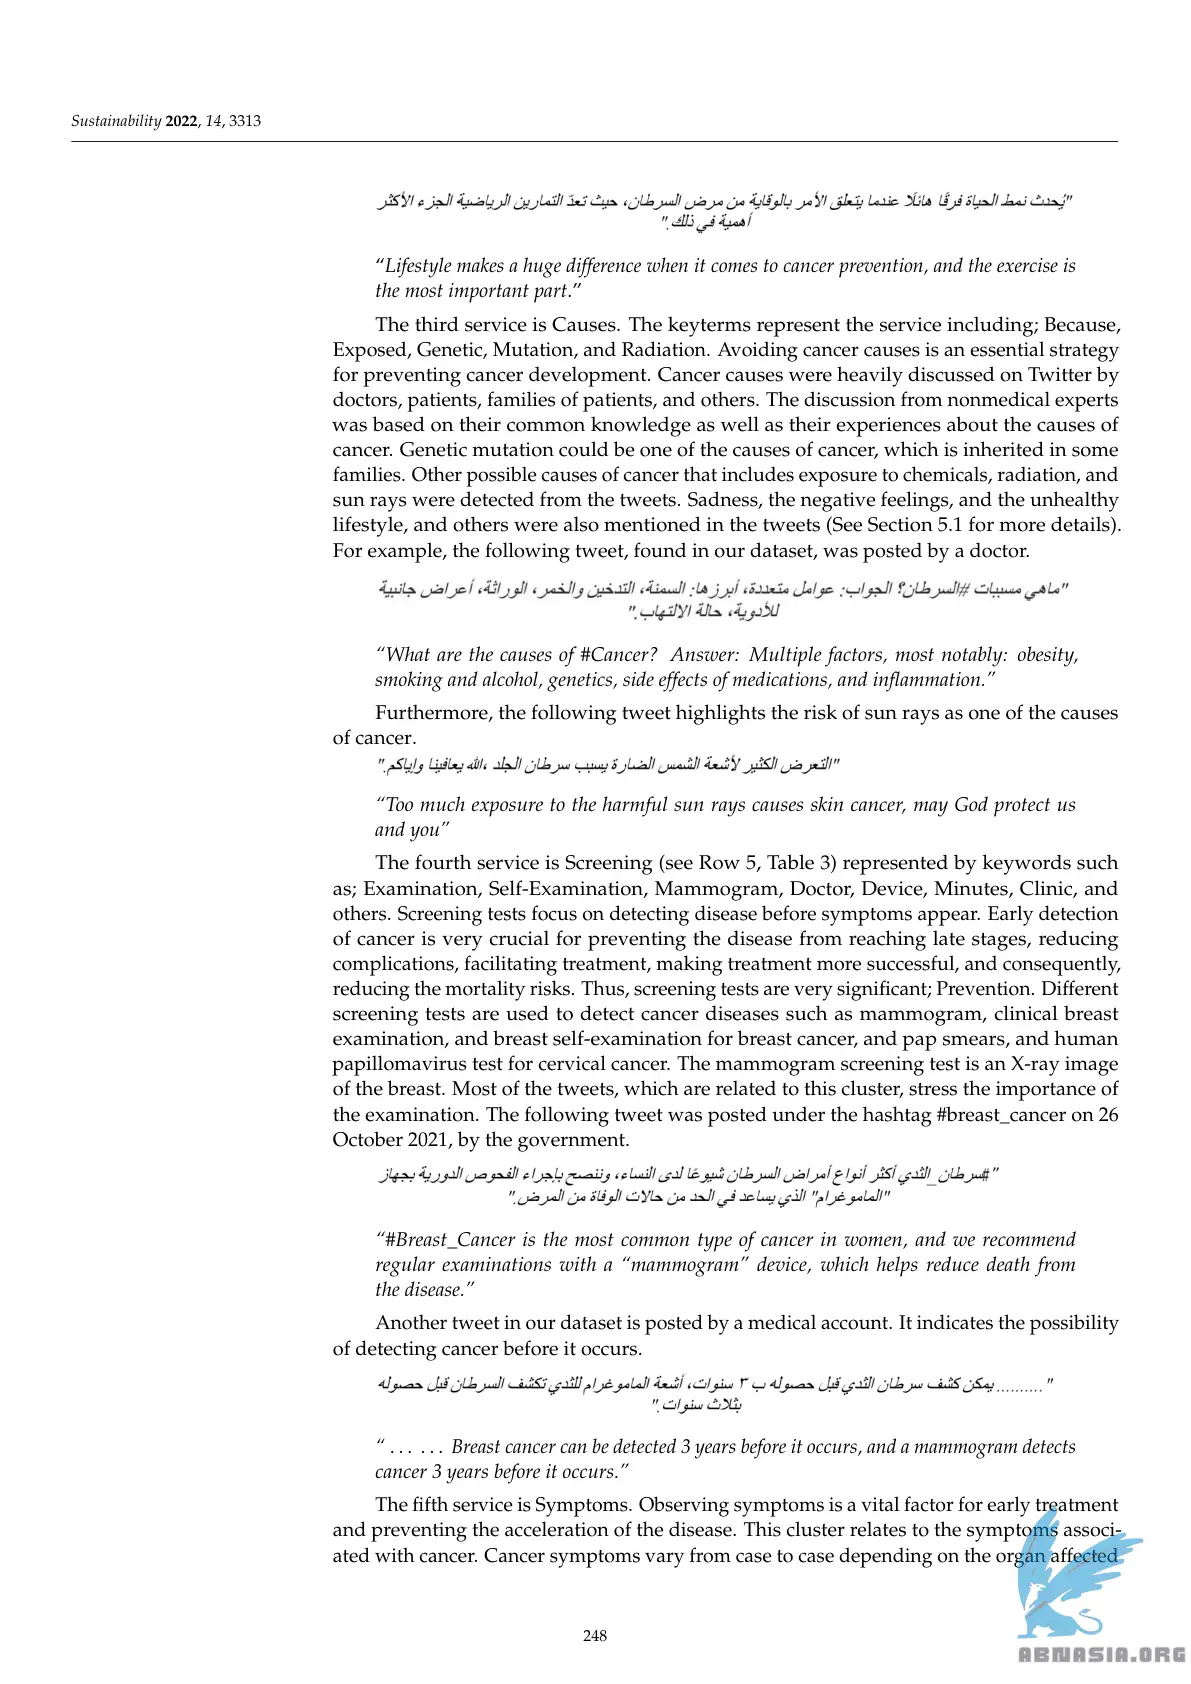 Sustainability 2022, 14, 3313
"يُحدث نمط الحياة فرقًا هائلًا عندما يتعلق الأمر بالوقاية من مرض السرطان، حيث تعدّ التمارين الرياضية الجزء الأكثر
أهمية في ذلك."
“Lifestyle makes a huge difference when it comes to cancer prevention, and the exercise is
the most important part.”
The third service is Causes. The keyterms represent the service including; Because,
Exposed, Genetic, Mutation, and Radiation. Avoiding cancer causes is an essential strategy
for preventing cancer development. Cancer causes were heavily discussed on Twitter by
doctors, patients, families of patients, and others. The discussion from nonmedical experts
was based on their common knowledge as well as their experiences about the causes of
cancer. Genetic mutation could be one of the causes of cancer, which is inherited in some
families. Other possible causes of cancer that includes exposure to chemicals, radiation, and
sun rays were detected from the tweets. Sadness, the negative feelings, and the unhealthy
lifestyle, and others were also mentioned in the tweets (See Section 5.1 for more details).
For example, the following tweet, found in our dataset, was posted by a doctor.
"ماهي مسببات #السرطان؟ الجواب: عوامل متعددة، أبرزها: السمنة، التدخين والخمر، الوراثة، أعراض جانبية
للأدوية، حالة الالتهاب."
“What are the causes of #Cancer? Answer: Multiple factors, most notably: obesity,
smoking and alcohol, genetics, side effects of medications, and inflammation.”
Furthermore, the following tweet highlights the risk of sun rays as one of the causes
of cancer.
"التعرض الكثير لأشعة الشمس الضارة يسبب سرطان الجلد ،الله يعافينا وإياكم."
“Too much exposure to the harmful sun rays causes skin cancer, may God protect us
and you”
The fourth service is Screening (see Row 5, Table 3) represented by keywords such
as; Examination, Self-Examination, Mammogram, Doctor, Device, Minutes, Clinic, and
others. Screening tests focus on detecting disease before symptoms appear. Early detection
of cancer is very crucial for preventing the disease from reaching late stages, reducing
complications, facilitating treatment, making treatment more successful, and consequently,
reducing the mortality risks. Thus, screening tests are very significant; Prevention. Different
screening tests are used to detect cancer diseases such as mammogram, clinical breast
examination, and breast self-examination for breast cancer, and pap smears, and human
papillomavirus test for cervical cancer. The mammogram screening test is an X-ray image
of the breast. Most of the tweets, which are related to this cluster, stress the importance of
the examination. The following tweet was posted under the hashtag #breast_cancer on 26
October 2021, by the government.
"#سرطان_الثدي أكثر أنواع أمراض السرطان شيوعًا لدى النساء، وننصح بإجراء الفحوص الدورية بجهاز
"الماموغرام" الذي يساعد في الحد من حالات الوفاة من المرض."
“#Breast_Cancer is the most common type of cancer in women, and we recommend
regular examinations with a “mammogram” device, which helps reduce death from
the disease.”
Another tweet in our dataset is posted by a medical account. It indicates the possibility
of detecting cancer before it occurs.
".......... يمكن كشف سرطان الثدي قبل حصوله ب ٣ سنوات، أشعة الماموغرام للثدي تكشف السرطان قبل حصوله
بثلاث سنوات."
“ . . . . . . Breast cancer can be detected 3 years before it occurs, and a mammogram detects
cancer 3 years before it occurs.”
The fifth service is Symptoms. Observing symptoms is a vital factor for early treatment
and preventing the acceleration of the disease. This cluster relates to the symptoms associ-
ated with cancer. Cancer symptoms vary from case to case depending on the organ affected
248
ABNASIA.ORG